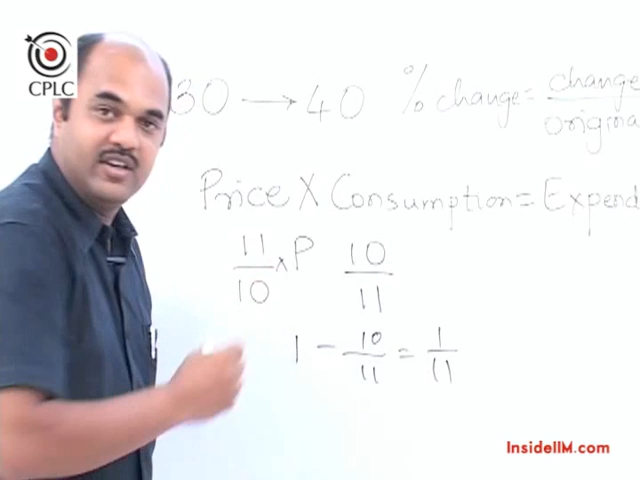 CPLC
30 → 40 % change = change / origina
Price X Consumption = Expend
11/10 x P 10/11
1 - 10/11 = 1/11
InsideIIM.com